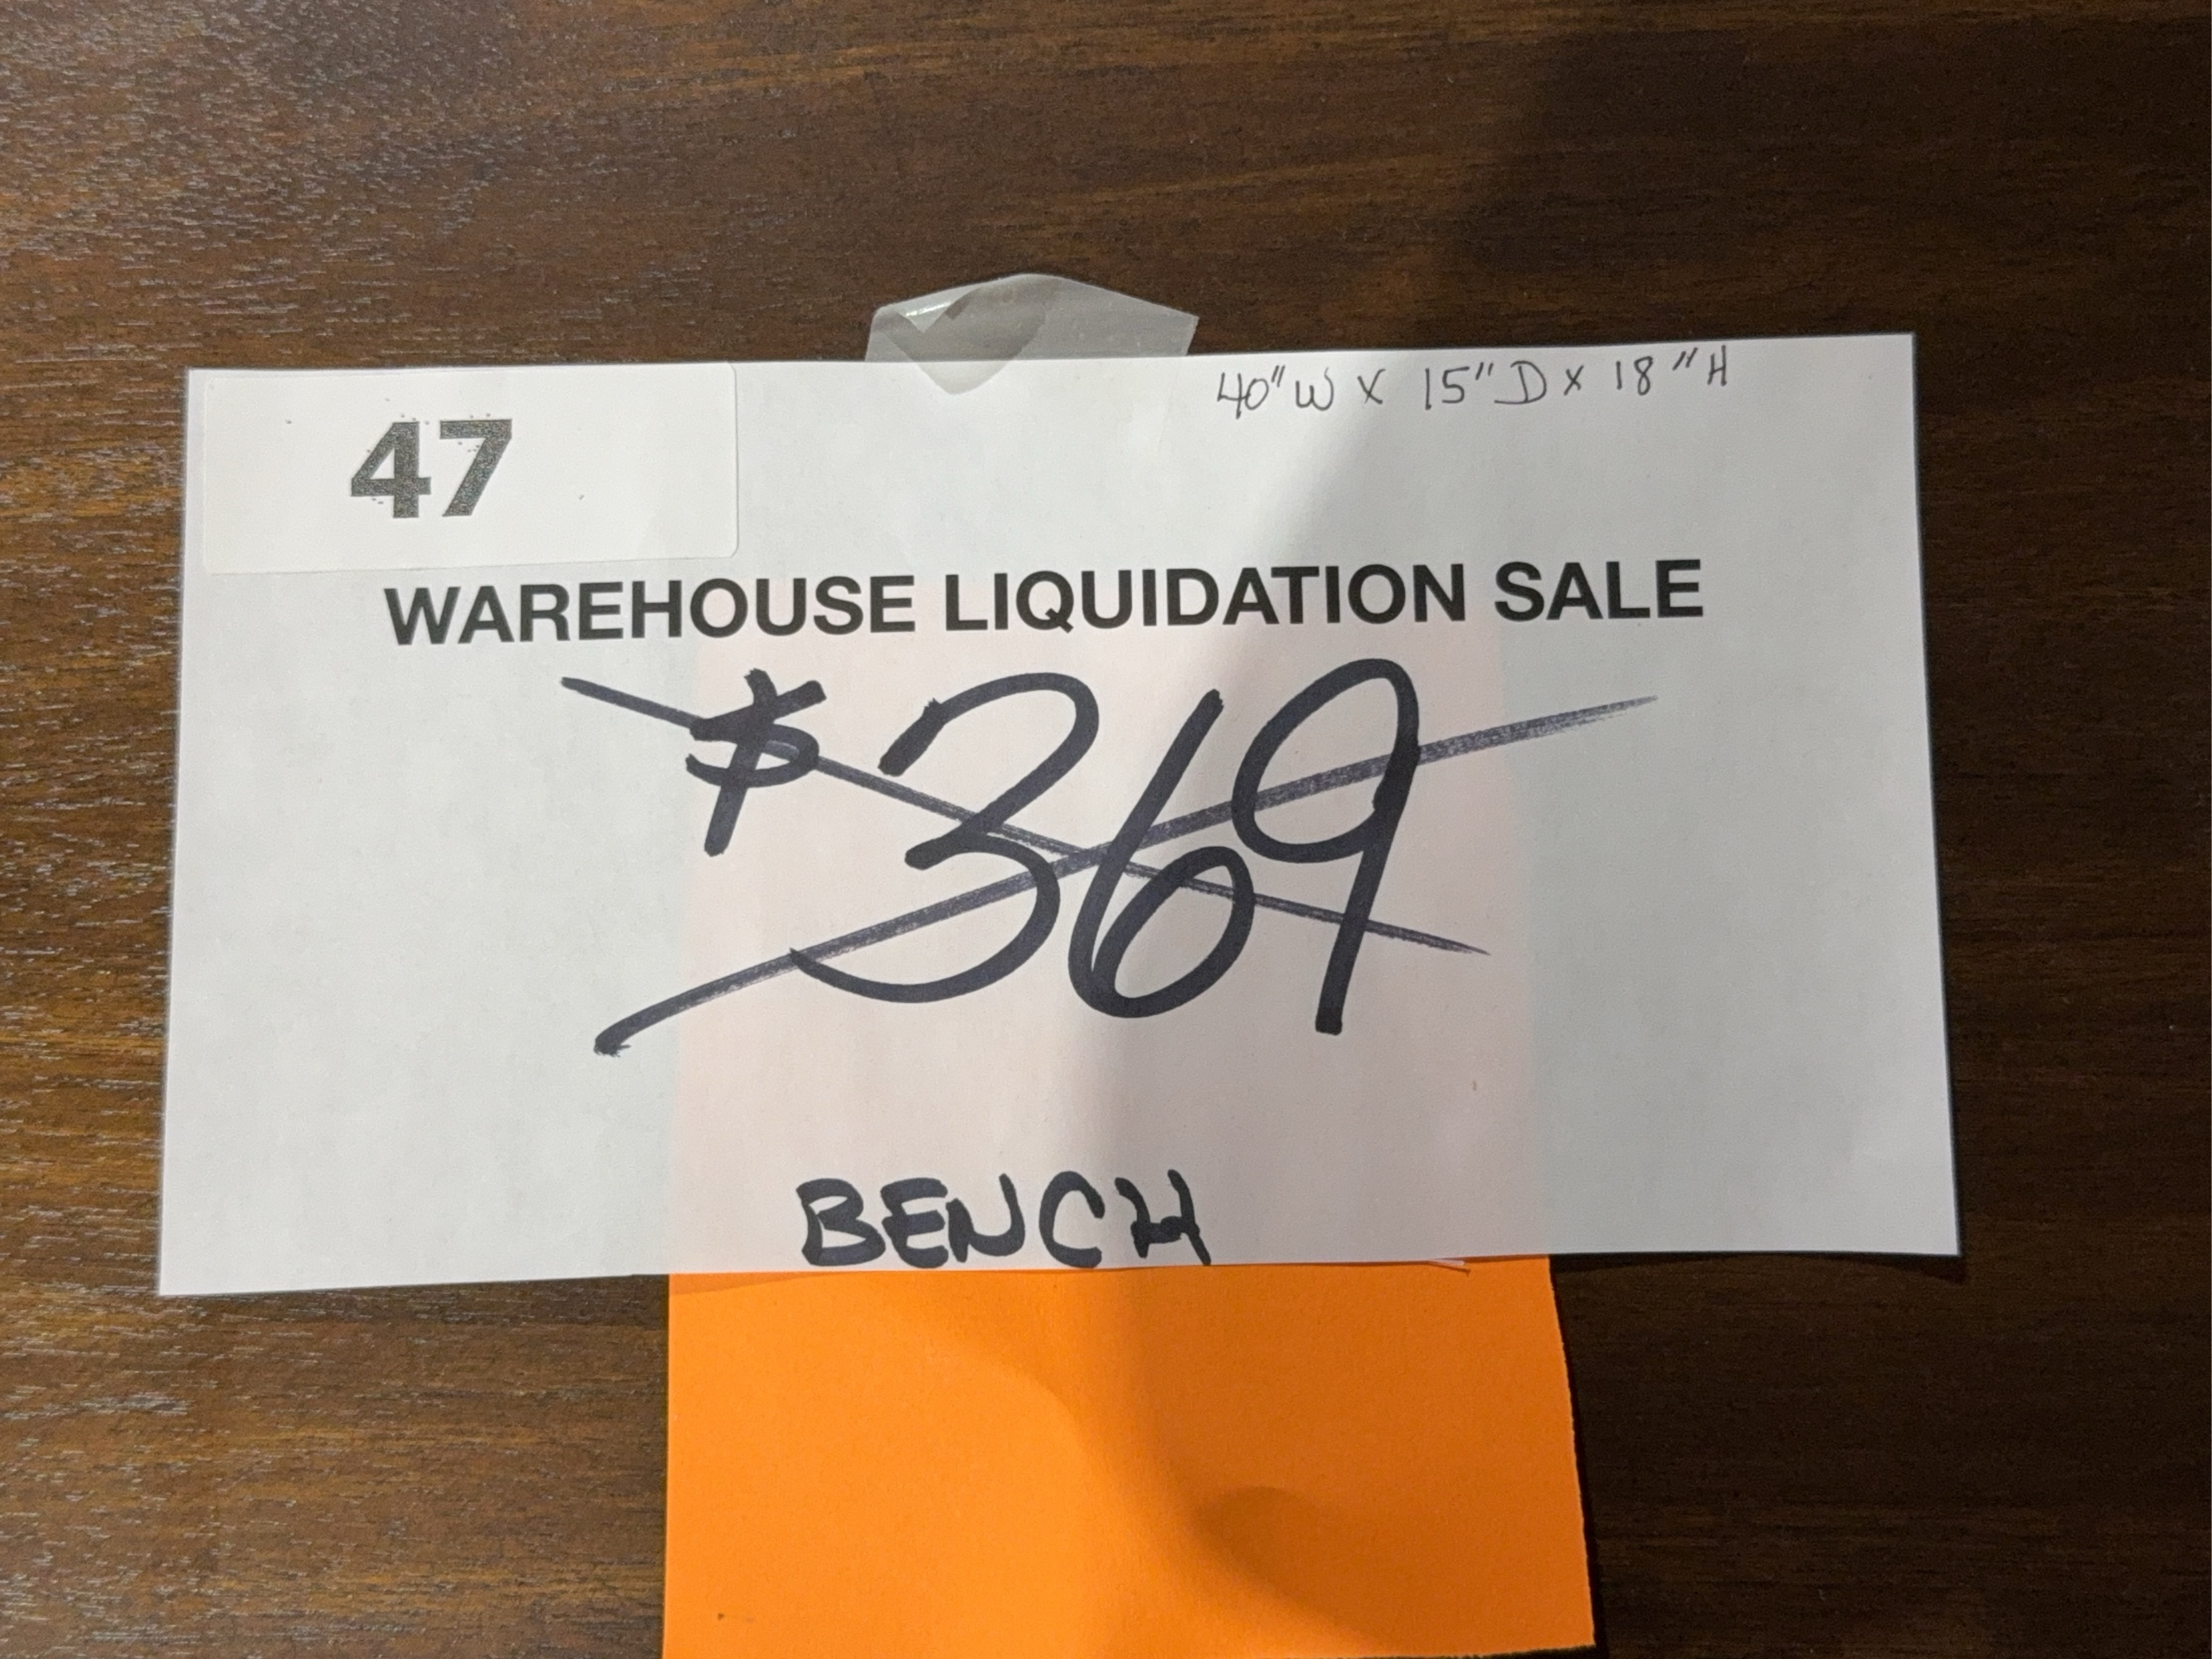 40"W X 15"D X 18"H
47
WAREHOUSE LIQUIDATION SALE
$369
BENCH